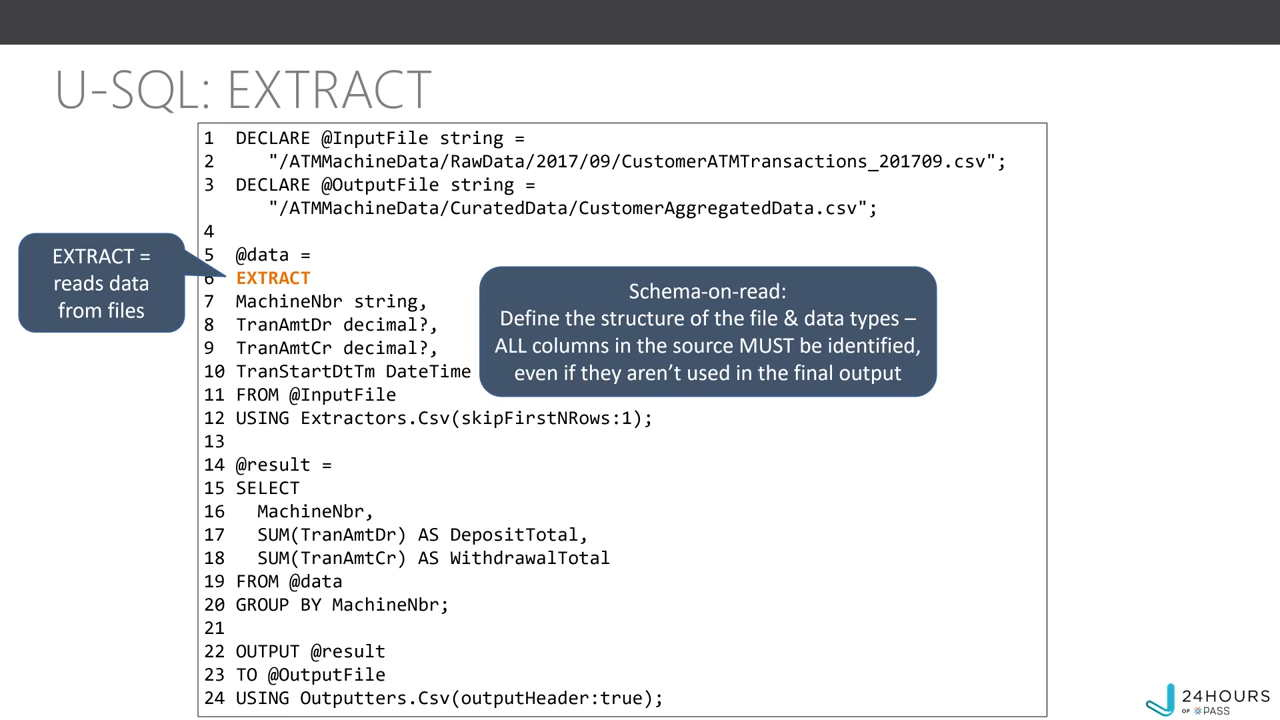 U-SQL: EXTRACT
1 DECLARE @InputFile string =
2 "/ATMMachineData/RawData/2017/09/CustomerATMTransactions_201709.csv";
3 DECLARE @OutputFile string =
"/ATMMachineData/CuratedData/CustomerAggregatedData.csv";
4
5 @data =
6 EXTRACT
7 MachineNbr string,
8 TranAmtDr decimal?,
9 TranAmtCr decimal?,
10 TranStartDtTm DateTime
11 FROM @InputFile
12 USING Extractors.Csv(skipFirstNRows:1);
13
14 @result =
15 SELECT
16 MachineNbr,
17 SUM(TranAmtDr) AS DepositTotal,
18 SUM(TranAmtCr) AS WithdrawalTotal
19 FROM @data
20 GROUP BY MachineNbr;
21
22 OUTPUT @result
23 TO @OutputFile
24 USING Outputters.Csv(outputHeader:true);
EXTRACT =
reads data
from files
Schema-on-read:
Define the structure of the file & data types –
ALL columns in the source MUST be identified,
even if they aren't used in the final output
24HOURS
OF PASS